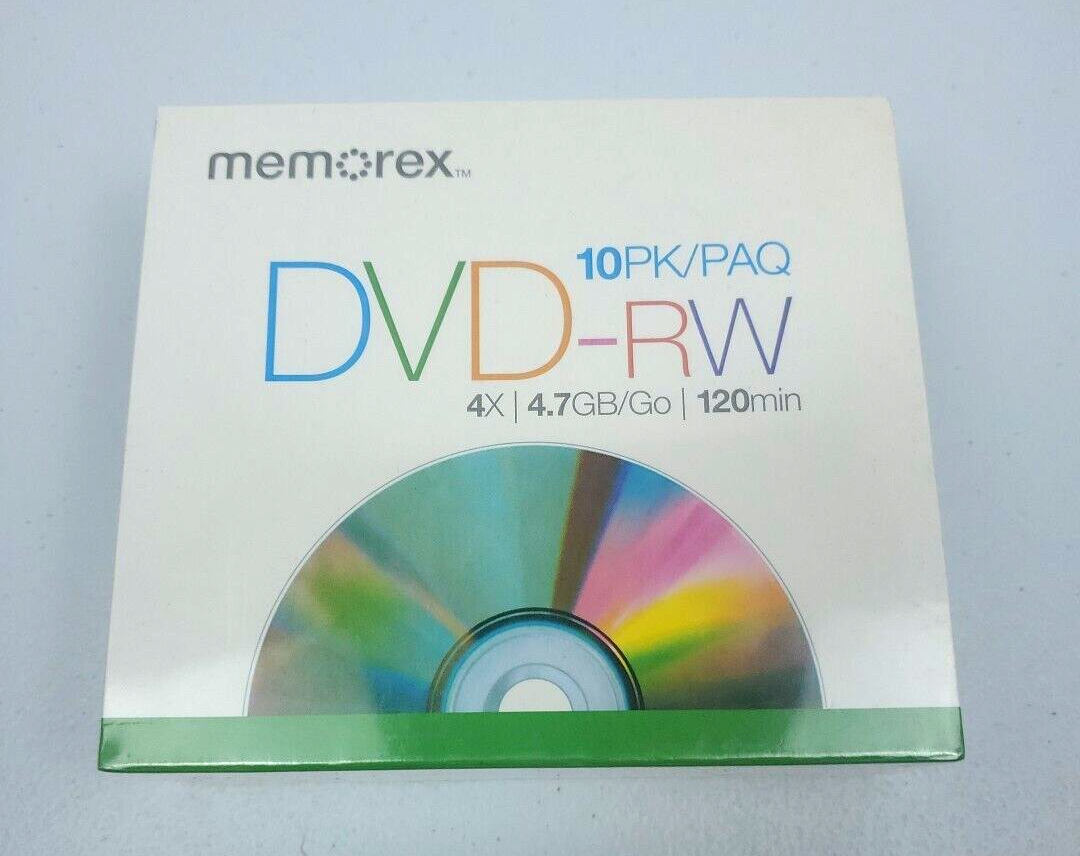 memorex™
10PK/PAQ
DVD-RW
4X | 4.7GB/Go | 120min